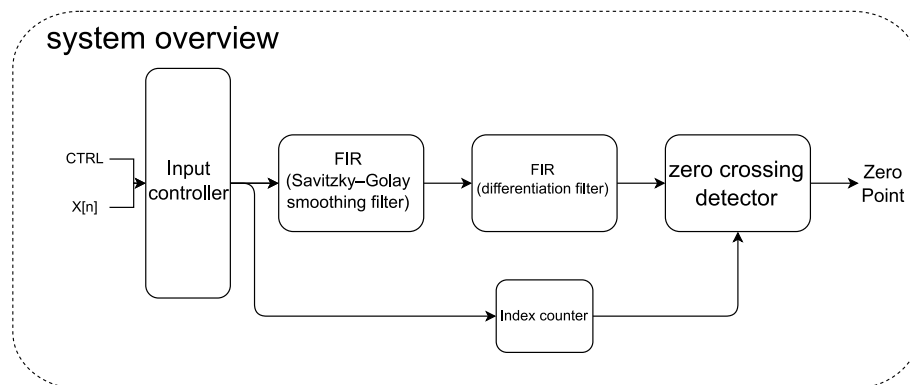 system overview
CTRL
X[n]
Input
controller
FIR
(Savitzky–Golay
smoothing filter)
FIR
(differentiation filter)
zero crossing
detector
Zero
Point
Index counter